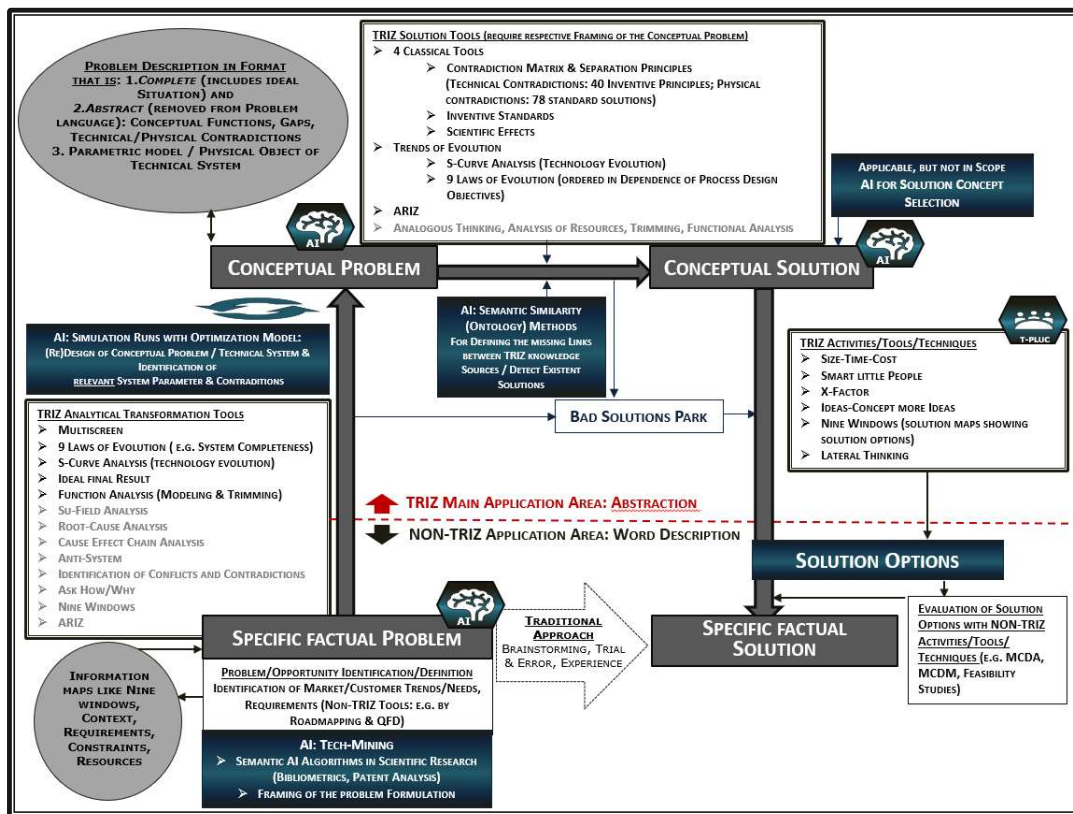 TRIZ Solution Tools (require respective Framing of the Conceptual Problem)
➢ 4 Classical Tools
➢ Contradiction Matrix & Separation Principles
(Technical Contradictions: 40 Inventive Principles; Physical
contradictions: 78 standard solutions)
➢ Inventive Standards
➢ Scientific Effects
➢ Trends of Evolution
➢ S-Curve Analysis (Technology Evolution)
➢ 9 Laws of Evolution (ordered in Dependence of Process Design
Objectives)
➢ ARIZ
➢ Analogous Thinking, Analysis of Resources, Trimming, Functional Analysis
Problem Description in Format
that is: 1.Complete (includes ideal
Situation) and
2.Abstract (removed from Problem
language): Conceptual Functions, Gaps,
Technical/Physical Contradictions
3. Parametric model / Physical Object of
Technical System
Applicable, but not in Scope
AI for Solution Concept
Selection
AI
AI
Conceptual Problem
Conceptual Solution
AI: Simulation Runs with Optimization Model:
(Re)Design of Conceptual Problem / Technical System &
Identification of
relevant System Parameter & Contraditions
AI: Semantic Similarity
(Ontology) Methods
For Defining the missing Links
between TRIZ knowledge
Sources / Detect Existent
Solutions
T-PLUC
TRIZ Activities/Tools/Techniques
➢ Size-Time-Cost
➢ Smart little People
➢ X-Factor
➢ Ideas-Concept more Ideas
➢ Nine Windows (solution maps showing
solution options)
➢ Lateral Thinking
Bad Solutions Park
TRIZ Analytical Transformation Tools
➢ Multiscreen
➢ 9 Laws of Evolution ( e.g. System Completeness)
➢ S-Curve Analysis (technology evolution)
➢ Ideal final Result
➢ Function Analysis (Modeling & Trimming)
➢ Su-Field Analysis
➢ Root-Cause Analysis
➢ Cause Effect Chain Analysis
➢ Anti-System
➢ Identification of Conflicts and Contradictions
➢ Ask How/Why
➢ Nine Windows
➢ ARIZ
TRIZ Main Application Area: Abstraction
NON-TRIZ Application Area: Word Description
Solution Options
AI
Specific factual Problem
Traditional
Approach
Brainstorming, Trial
& Error, Experience
Specific factual
Solution
Evaluation of Solution
Options with NON-TRIZ
Activities/Tools/
Techniques (e.g. MCDA,
MCDM, Feasibility
Studies)
Problem/Opportunity Identification/Definition
Identification of Market/Customer Trends/Needs,
Requirements (Non-TRIZ Tools: e.g. by
Roadmapping & QFD)
Information
maps like Nine
windows,
Context,
Requirements,
Constraints,
Resources
AI: Tech-Mining
➢ Semantic AI Algorithms in Scientific Research
(Bibliometrics, Patent Analysis)
➢ Framing of the problem Formulation